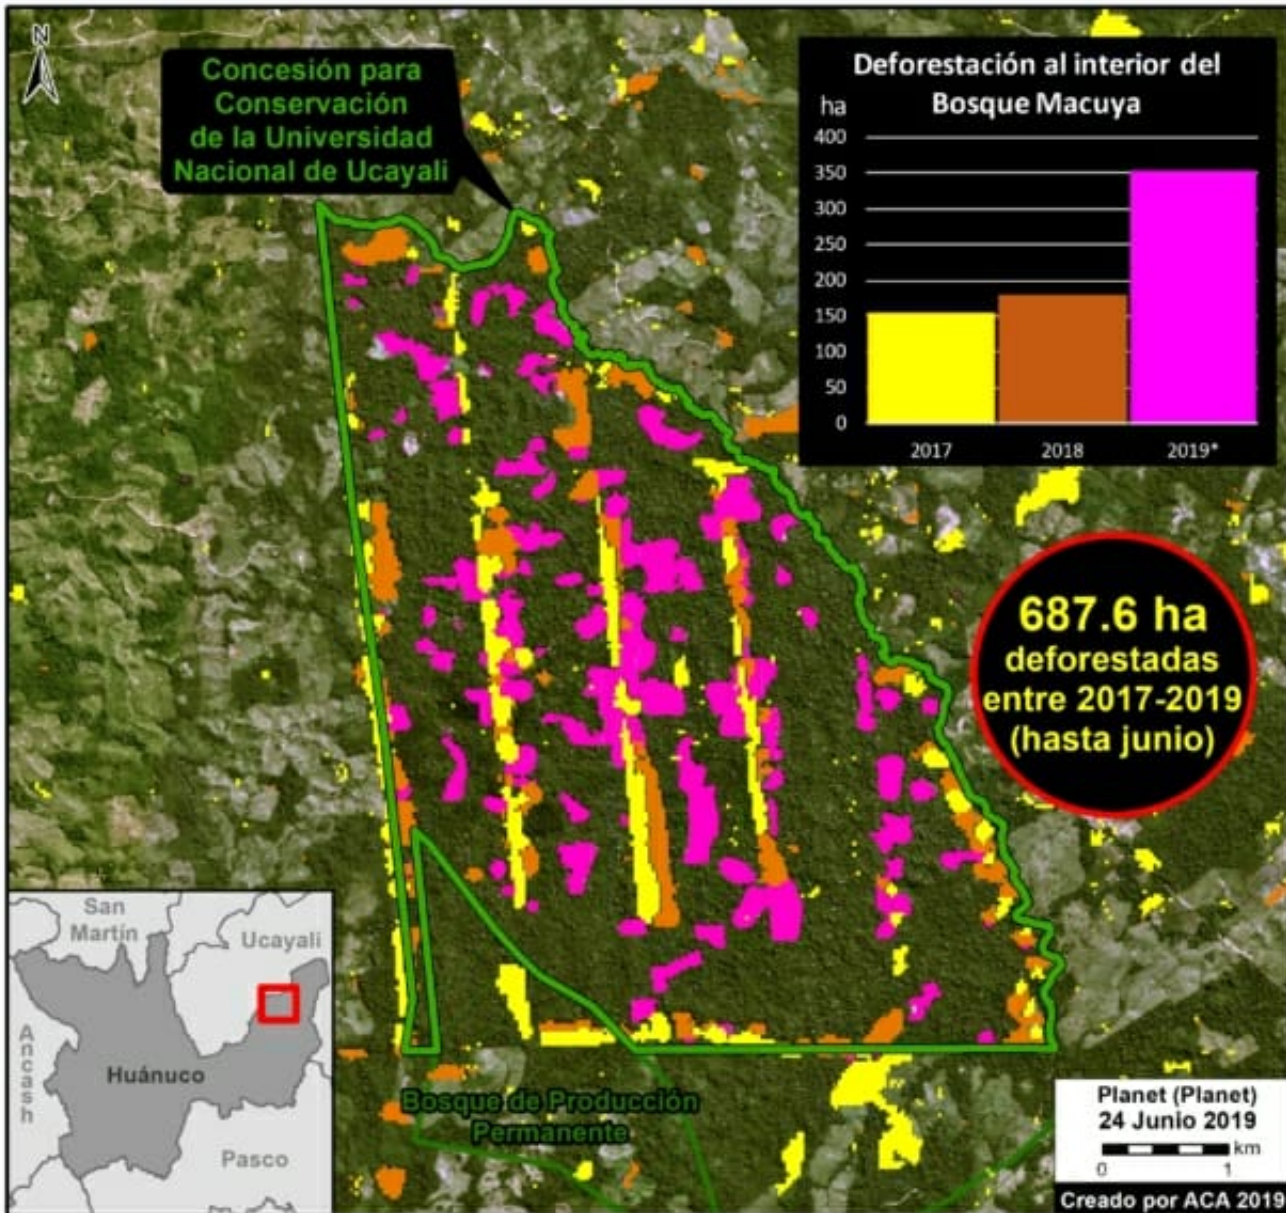 N
Concesión para
Conservación
de la Universidad
Nacional de Ucayali
Deforestación al interior del
Bosque Macuya
ha
400
350
300
250
200
150
100
50
0
2017
2018
2019*
687.6 ha
deforestadas
entre 2017-2019
(hasta junio)
San
Martín
Ucayali
Ancash
Huánuco
Pasco
Bosque de Producción
Permanente
Planet (Planet)
24 Junio 2019
km
0 1
Creado por ACA 2019